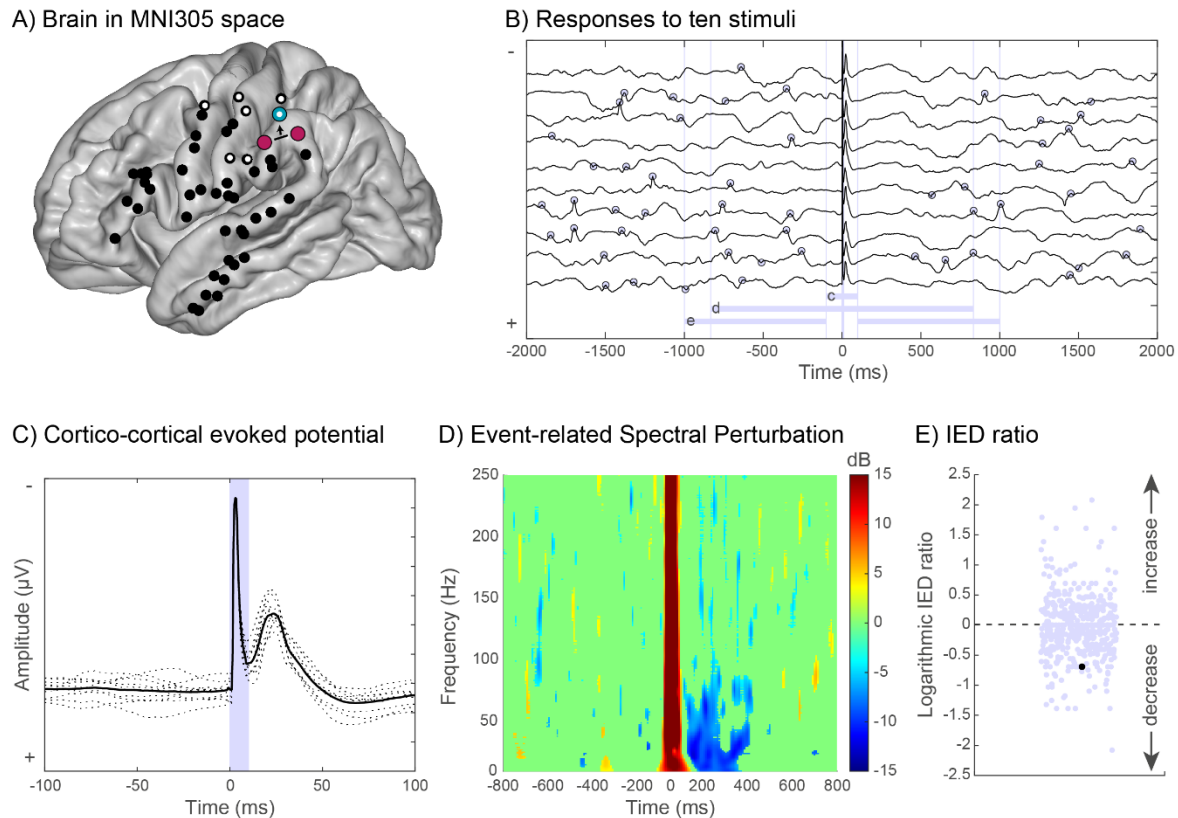 A) Brain in MNI305 space
B) Responses to ten stimuli
-
+
c
d
e
-2000 -1500 -1000 -500 0 500 1000 1500 2000
Time (ms)
C) Cortico-cortical evoked potential
-
Amplitude (µV)
+
-100 -50 0 50 100
Time (ms)
D) Event-related Spectral Perturbation
dB
Frequency (Hz)
250
200
150
100
50
0
-800 -600 -400 -200 0 200 400 600 800
Time (ms)
15
10
5
0
-5
-10
-15
E) IED ratio
Logarithmic IED ratio
2.5
2
1.5
1
0.5
0
-0.5
-1
-1.5
-2
-2.5
increase
decrease